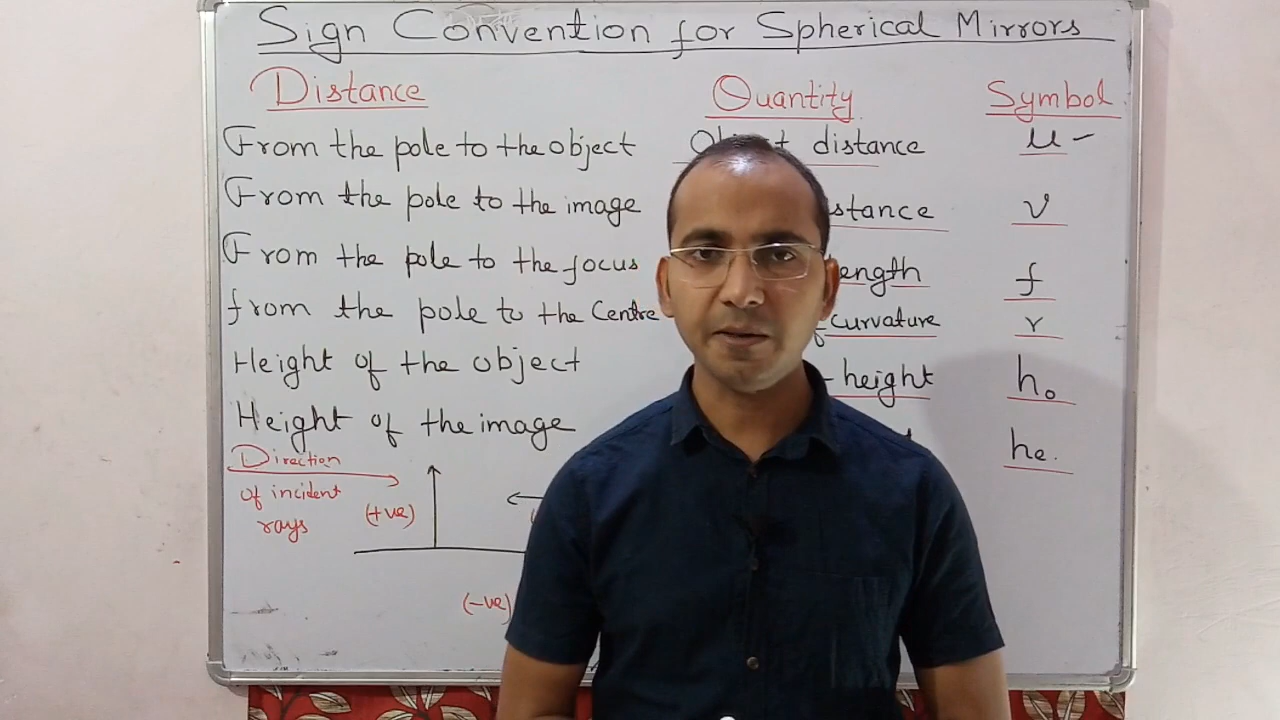 Sign Convention for Spherical Mirrors
Distance Quantity Symbol
From the pole to the object Object distance u -
From the pole to the image stance v
From the pole to the focus ength f
from the pole to the Centre curvature r
Height of the object height ho
Height of the image he.
Direction
of incident
rays
(+ve)
(-ve)